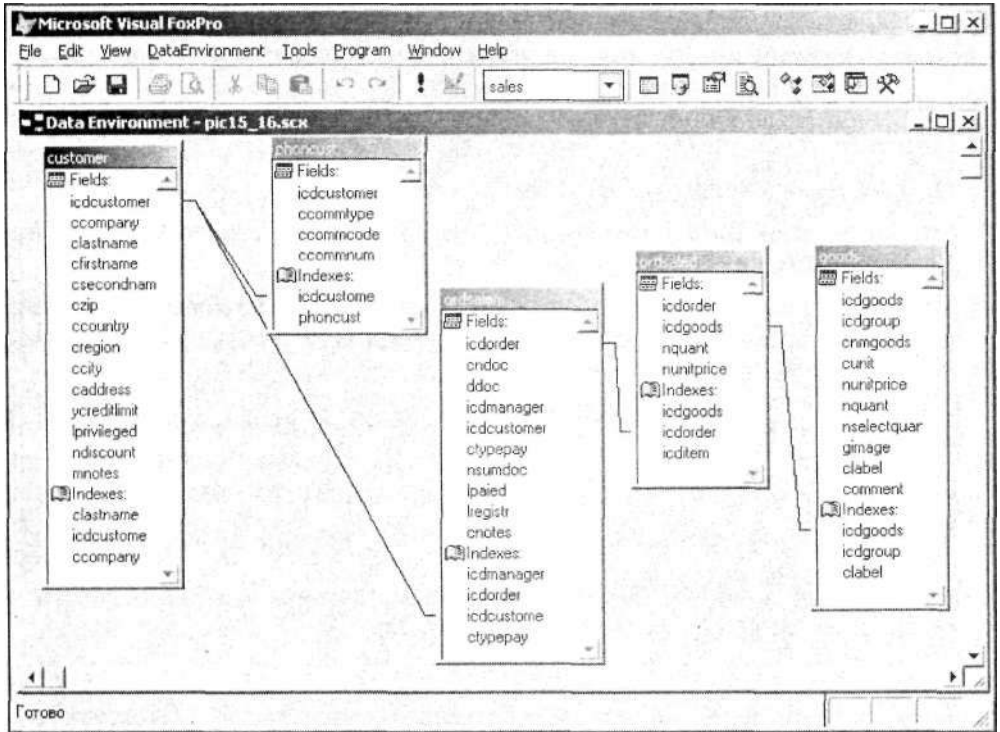 Microsoft Visual FoxPro
File Edit View DataEnvironment Tools Program Window Help
sales
Data Environment - pic15_16.scx
customer
Fields:
icdcustomer
ccompany
clastname
cfirstname
csecondnam
czip
ccountry
cregion
ccity
caddress
ycreditlimit
lprivileged
ndiscount
mnotes
Indexes:
clastname
icdcustome
ccompany
phoncust
Fields:
icdcustomer
ccommtype
ccommcode
ccommnum
Indexes:
icdcustome
phoncust
Fields:
icdorder
cndoc
ddoc
icdmanager
icdcustomer
ctypepay
nsumdoc
lpaied
lregistr
cnotes
Indexes:
icdmanager
icdorder
icdcustome
ctypepay
Fields:
icdorder
icdgoods
nquant
nunitprice
Indexes:
icdgoods
icdorder
icditem
goods
Fields:
icdgoods
icdgroup
cnmgoods
cunit
nunitprice
nquant
nselectquar
gimage
clabel
comment
Indexes:
icdgoods
icdgroup
clabel
Готово